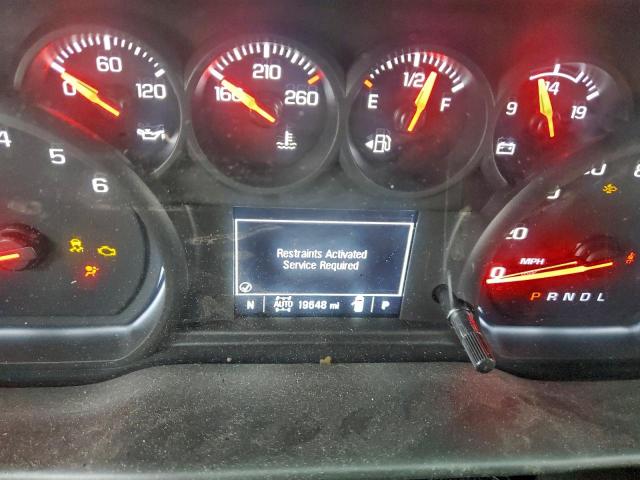 0 60 120
160 210 260
E 1/2 F
9 14 19
4 5 6
Restraints Activated
Service Required
N AUTO 19648 mi P
0 20
MPH
PRNDL